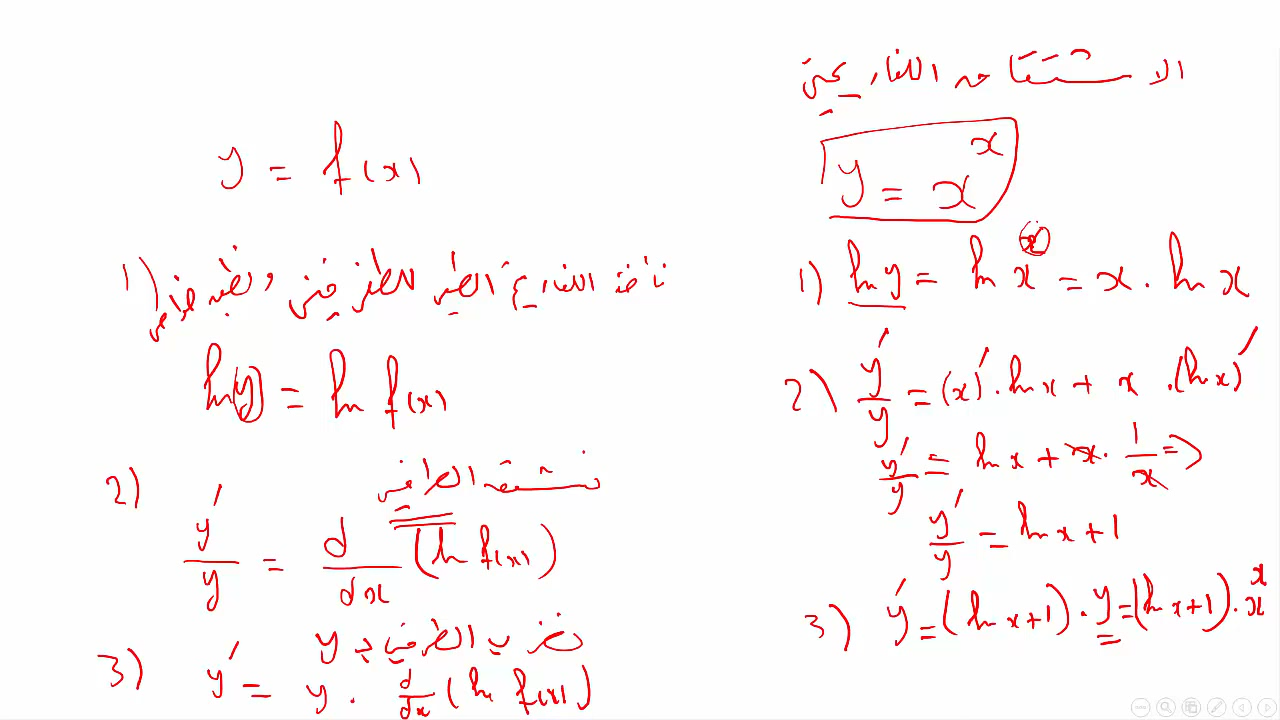 الاشتقاق اللوغاريتمي
y = x^x
1) ln y = ln x^x = x . ln x
2) y'/y = (x)' . ln x + x . (ln x)'
y'/y = ln x + x . 1/x =>
y'/y = ln x + 1
3) y' = (ln x + 1) . y = (ln x + 1) . x^x
y = f(x)
1) نأخذ اللوغاريتم الطبيعي للطرفين
ln(y) = ln f(x)
2) نشتق الطرفين
y'/y = d/dx (ln f(x))
3) نضرب الطرفين بـ y
y' = y . d/dx (ln f(x))